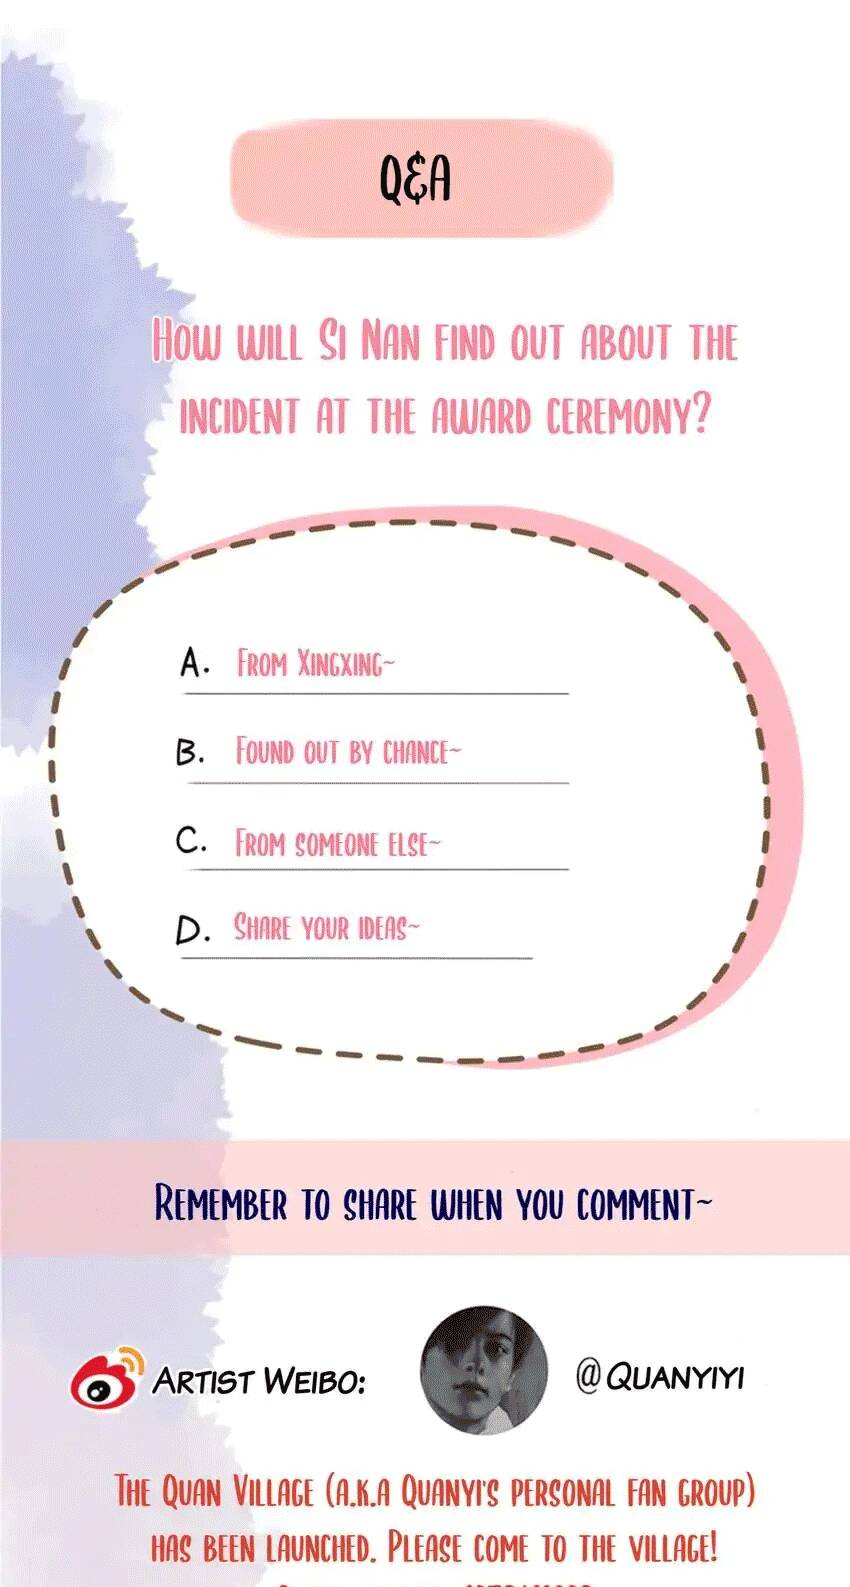 Q&A
How will Si Nan find out about the
incident at the award ceremony?
A. From Xingxing~
B. Found out by chance~
C. From someone else~
D. Share your ideas~
Remember to share when you comment~
Artist Weibo: @Quanyiyi
The Quan Village (a.k.a Quanyi's personal fan group)
has been launched. Please come to the village!